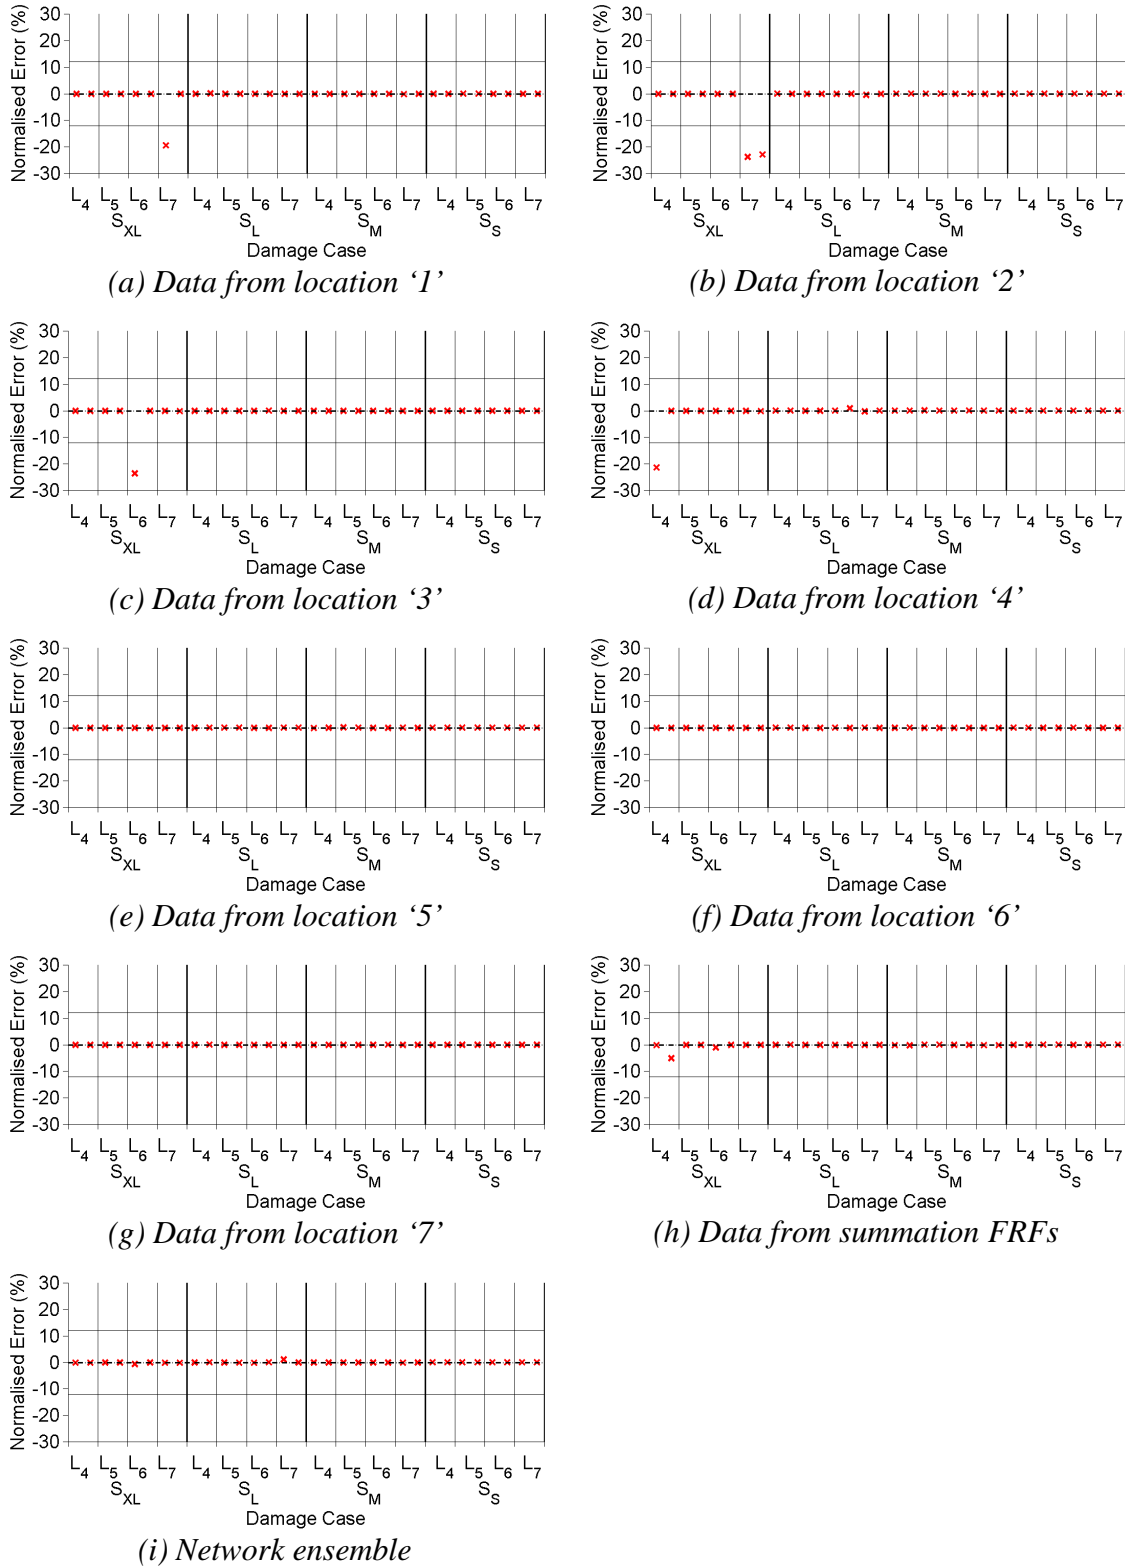 Normalised Error (%)
30
20
10
0
-10
-20
-30
L4 L5 L6 L7 L4 L5 L6 L7 L4 L5 L6 L7 L4 L5 L6 L7
SXL SL SM SS
Damage Case
(a) Data from location ‘1’
Normalised Error (%)
30
20
10
0
-10
-20
-30
L4 L5 L6 L7 L4 L5 L6 L7 L4 L5 L6 L7 L4 L5 L6 L7
SXL SL SM SS
Damage Case
(b) Data from location ‘2’
Normalised Error (%)
30
20
10
0
-10
-20
-30
L4 L5 L6 L7 L4 L5 L6 L7 L4 L5 L6 L7 L4 L5 L6 L7
SXL SL SM SS
Damage Case
(c) Data from location ‘3’
Normalised Error (%)
30
20
10
0
-10
-20
-30
L4 L5 L6 L7 L4 L5 L6 L7 L4 L5 L6 L7 L4 L5 L6 L7
SXL SL SM SS
Damage Case
(d) Data from location ‘4’
Normalised Error (%)
30
20
10
0
-10
-20
-30
L4 L5 L6 L7 L4 L5 L6 L7 L4 L5 L6 L7 L4 L5 L6 L7
SXL SL SM SS
Damage Case
(e) Data from location ‘5’
Normalised Error (%)
30
20
10
0
-10
-20
-30
L4 L5 L6 L7 L4 L5 L6 L7 L4 L5 L6 L7 L4 L5 L6 L7
SXL SL SM SS
Damage Case
(f) Data from location ‘6’
Normalised Error (%)
30
20
10
0
-10
-20
-30
L4 L5 L6 L7 L4 L5 L6 L7 L4 L5 L6 L7 L4 L5 L6 L7
SXL SL SM SS
Damage Case
(g) Data from location ‘7’
Normalised Error (%)
30
20
10
0
-10
-20
-30
L4 L5 L6 L7 L4 L5 L6 L7 L4 L5 L6 L7 L4 L5 L6 L7
SXL SL SM SS
Damage Case
(h) Data from summation FRFs
Normalised Error (%)
30
20
10
0
-10
-20
-30
L4 L5 L6 L7 L4 L5 L6 L7 L4 L5 L6 L7 L4 L5 L6 L7
SXL SL SM SS
Damage Case
(i) Network ensemble